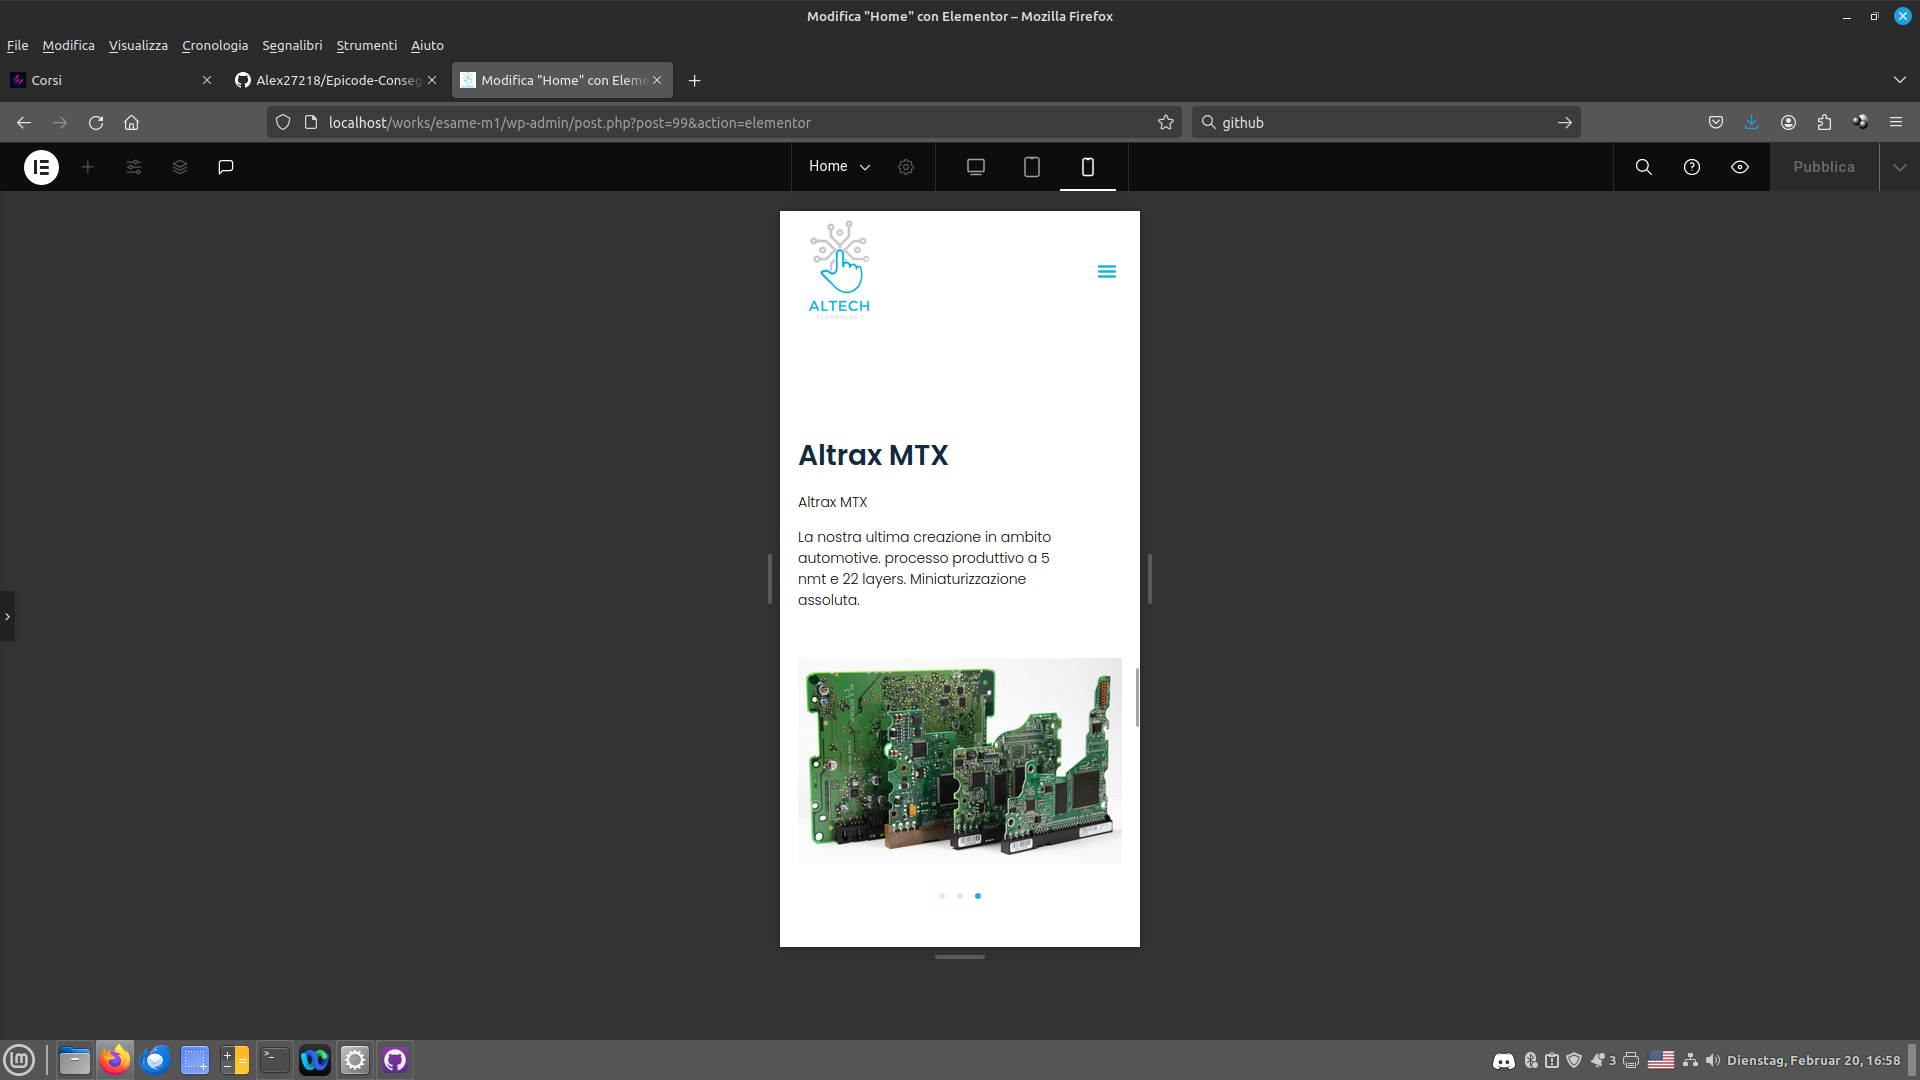 Modifica "Home" con Elementor – Mozilla Firefox
File Modifica Visualizza Cronologia Segnalibri Strumenti Aiuto
Corsi
Alex27218/Epicode-Conseg
Modifica "Home" con Eleme
localhost/works/esame-m1/wp-admin/post.php?post=99&action=elementor
github
Home
Pubblica
ALTECH
TECHNOLOGY
Altrax MTX
Altrax MTX
La nostra ultima creazione in ambito
automotive. processo produttivo a 5
nmt e 22 layers. Miniaturizzazione
assoluta.
3
Dienstag, Februar 20, 16:58